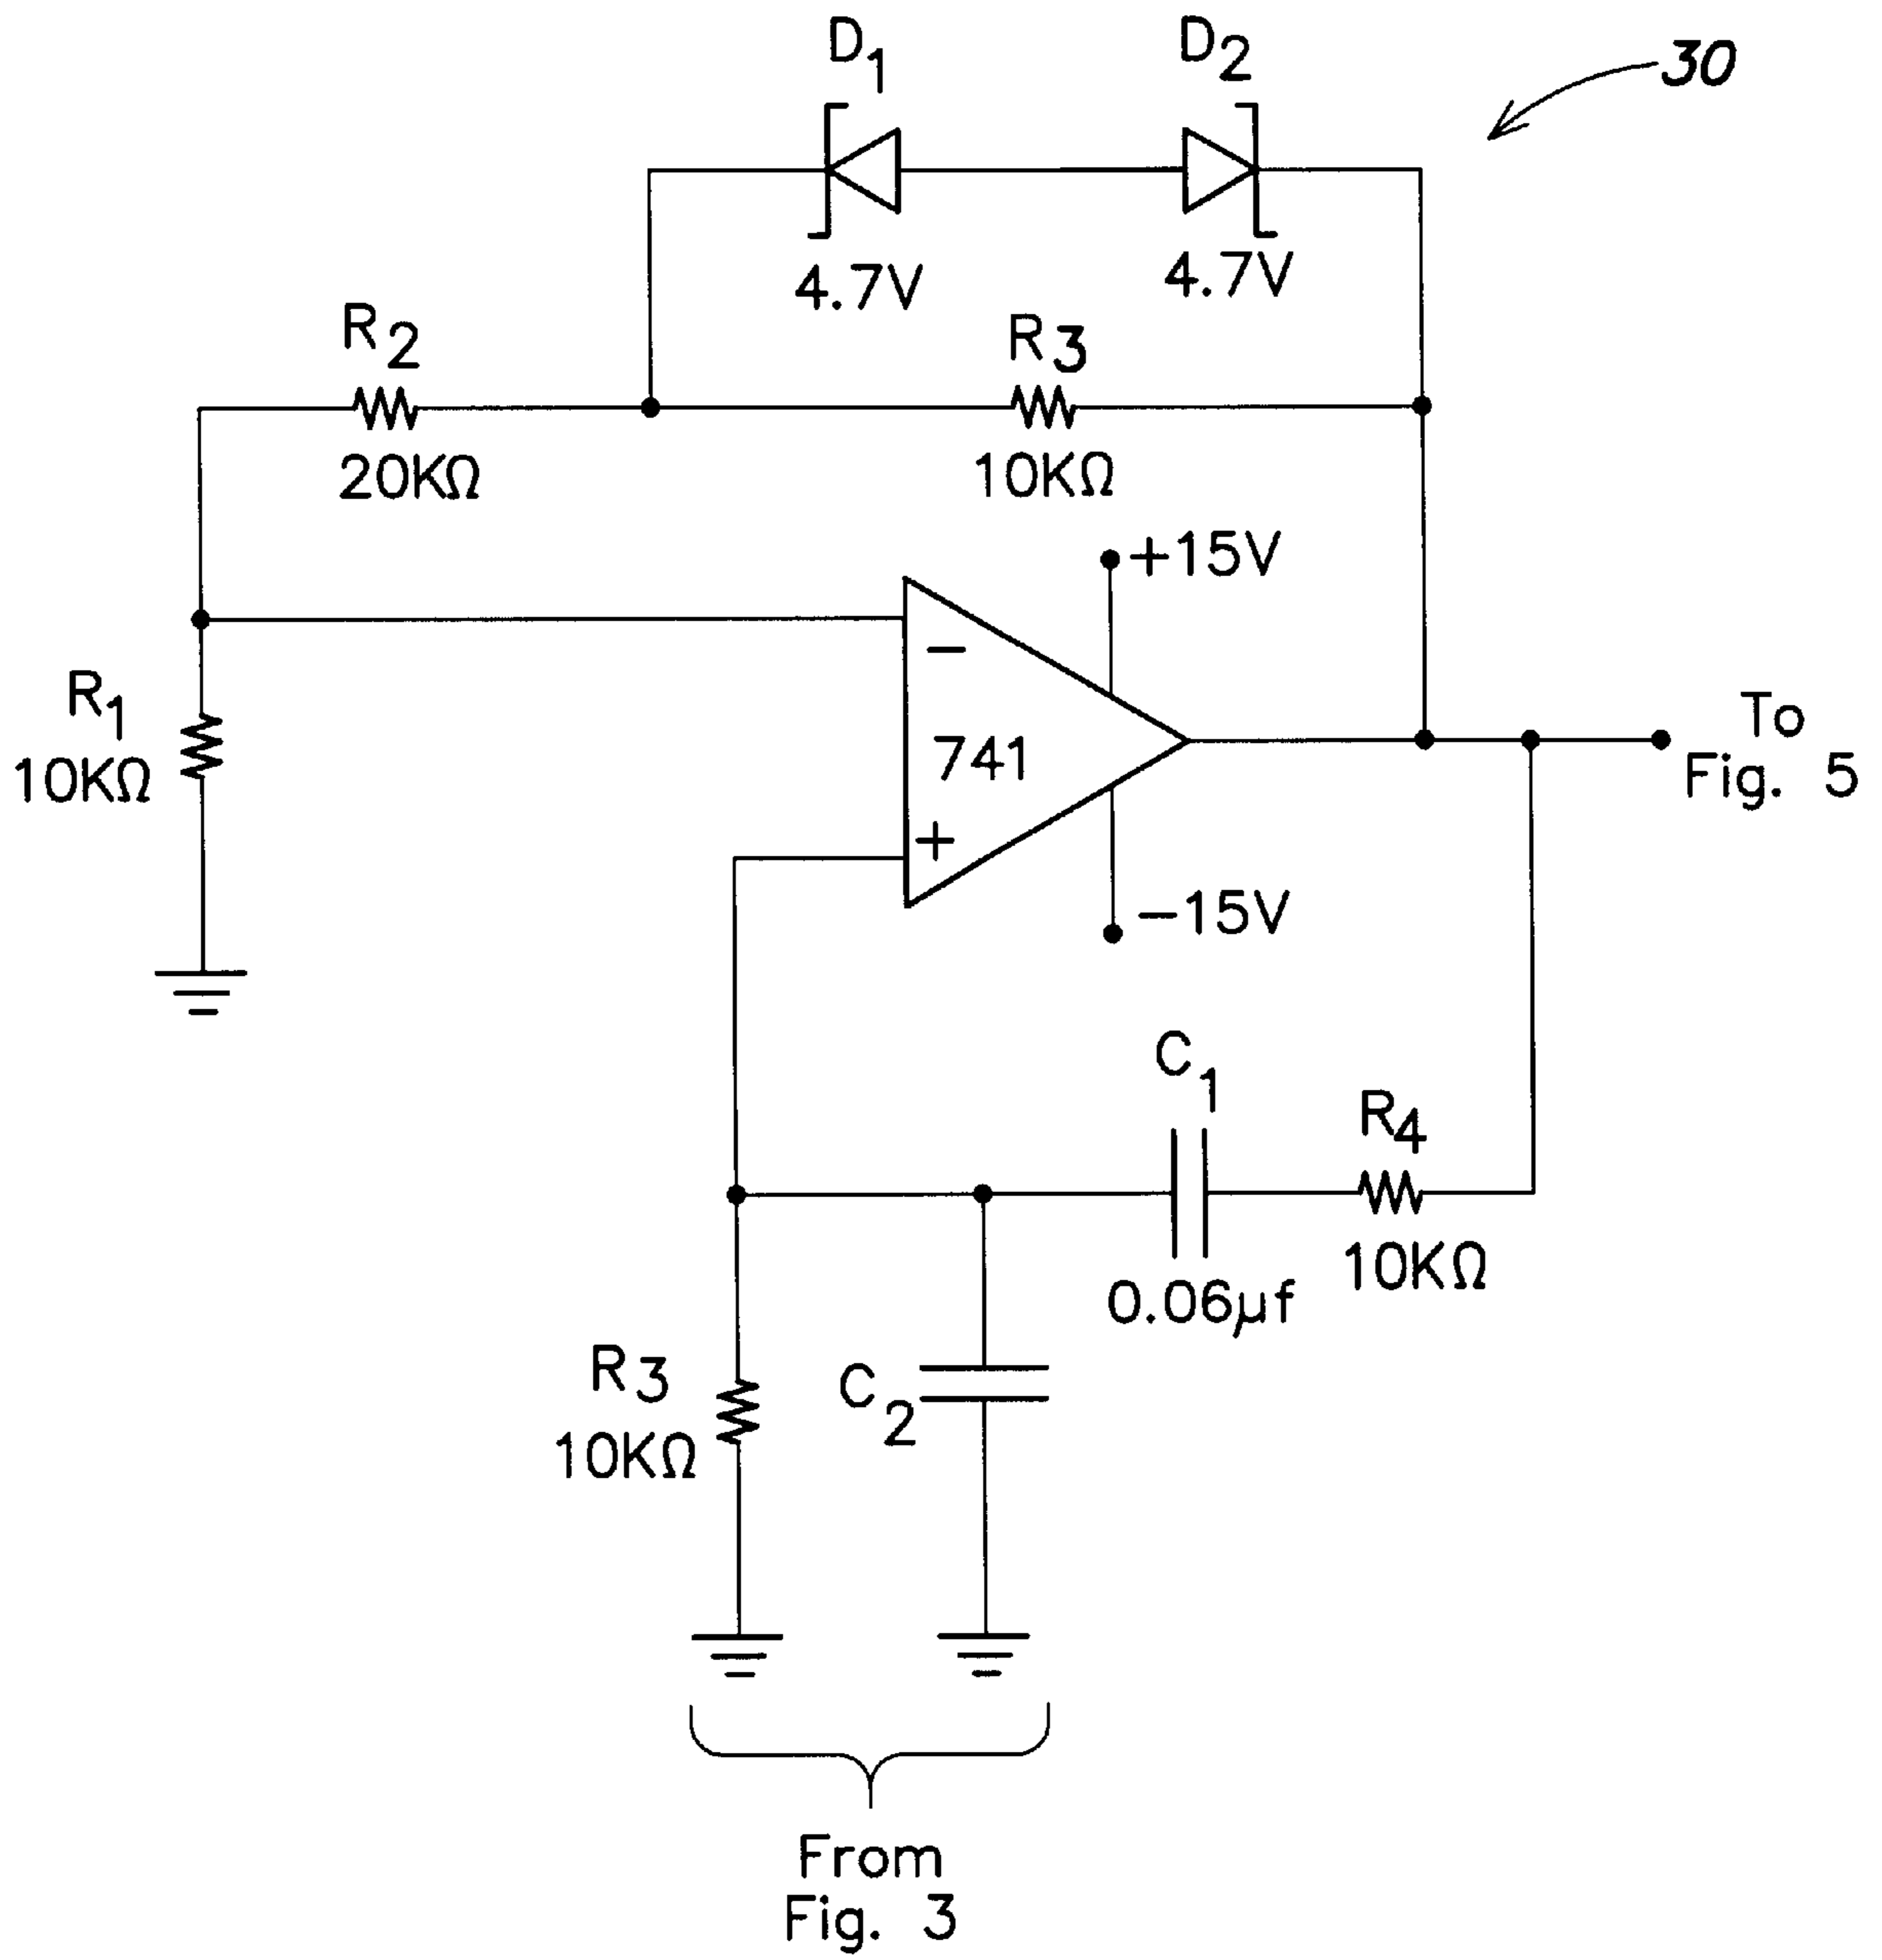 D1
D2
30
4.7V
4.7V
R2
R3
20KΩ
10KΩ
+15V
−
R1
10KΩ
741
To
Fig. 5
+
−15V
C1
R4
0.06µf
10KΩ
R3
10KΩ
C2
From
Fig. 3